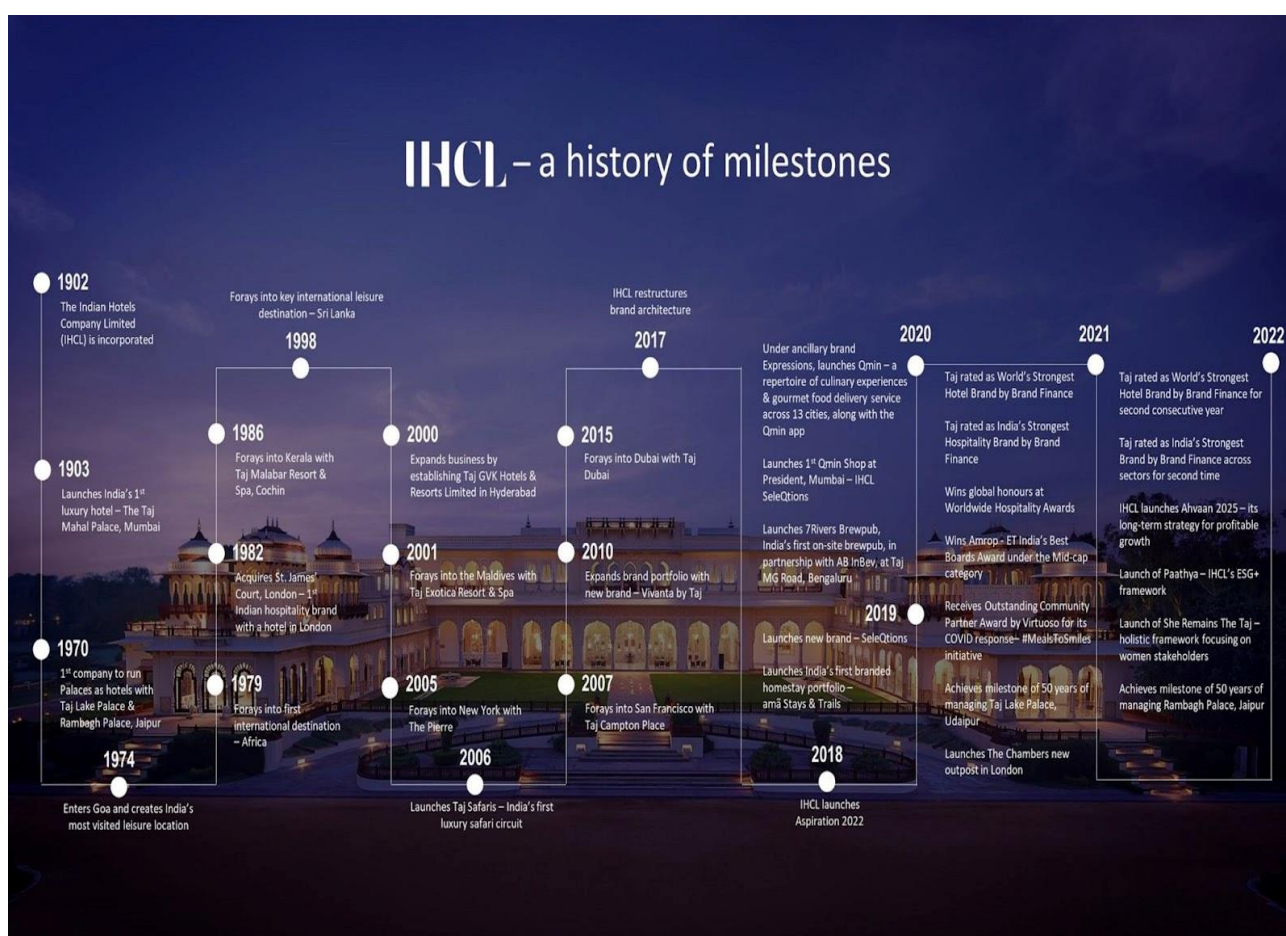 IHCL – a history of milestones
1902
The Indian Hotels
Company Limited
(IHCL) is incorporated
1903
Launches India's 1st
luxury hotel – The Taj
Mahal Palace, Mumbai
1970
1st company to run
Palaces as hotels with
Taj Lake Palace &
Rambagh Palace, Jaipur
1974
Enters Goa and creates India's
most visited leisure location
1979
Forays into first
international destination
– Africa
1982
Acquires St. James'
Court, London – 1st
Indian hospitality brand
with a hotel in London
1986
Forays into Kerala with
Taj Malabar Resort &
Spa, Cochin
Forays into key international leisure
destination – Sri Lanka
1998
2000
Expands business by
establishing Taj GVK Hotels &
Resorts Limited in Hyderabad
2001
Forays into the Maldives with
Taj Exotica Resort & Spa
2005
Forays into New York with
The Pierre
2006
Launches Taj Safaris – India's first
luxury safari circuit
2007
Forays into San Francisco with
Taj Campton Place
2010
Expands brand portfolio with
new brand – Vivanta by Taj
2015
Forays into Dubai with Taj
Dubai
IHCL restructures
brand architecture
2017
2018
IHCL launches
Aspiration 2022
2019
Launches new brand – SeleQtions
Launches India's first branded
homestay portfolio –
amã Stays & Trails
2020
Under ancillary brand
Expressions, launches Qmin – a
repertoire of culinary experiences
& gourmet food delivery service
across 13 cities, along with the
Qmin app
Launches 1st Qmin Shop at
President, Mumbai – IHCL
SeleQtions
Launches 7Rivers Brewpub,
India's first on-site brewpub, in
partnership with AB InBev, at Taj
MG Road, Bengaluru
2021
Taj rated as World's Strongest
Hotel Brand by Brand Finance
Taj rated as India's Strongest
Hospitality Brand by Brand
Finance
Wins global honours at
Worldwide Hospitality Awards
Wins Amrop - ET India's Best
Boards Award under the Mid-cap
category
Receives Outstanding Community
Partner Award by Virtuoso for its
COVID response– #MealsToSmiles
initiative
Achieves milestone of 50 years of
managing Taj Lake Palace,
Udaipur
Launches The Chambers new
outpost in London
2022
Taj rated as World's Strongest
Hotel Brand by Brand Finance for
second consecutive year
Taj rated as India's Strongest
Brand by Brand Finance across
sectors for second time
IHCL launches Ahvaan 2025 – its
long-term strategy for profitable
growth
Launch of Paathya – IHCL's ESG+
framework
Launch of She Remains The Taj –
holistic framework focusing on
women stakeholders
Achieves milestone of 50 years of
managing Rambagh Palace, Jaipur